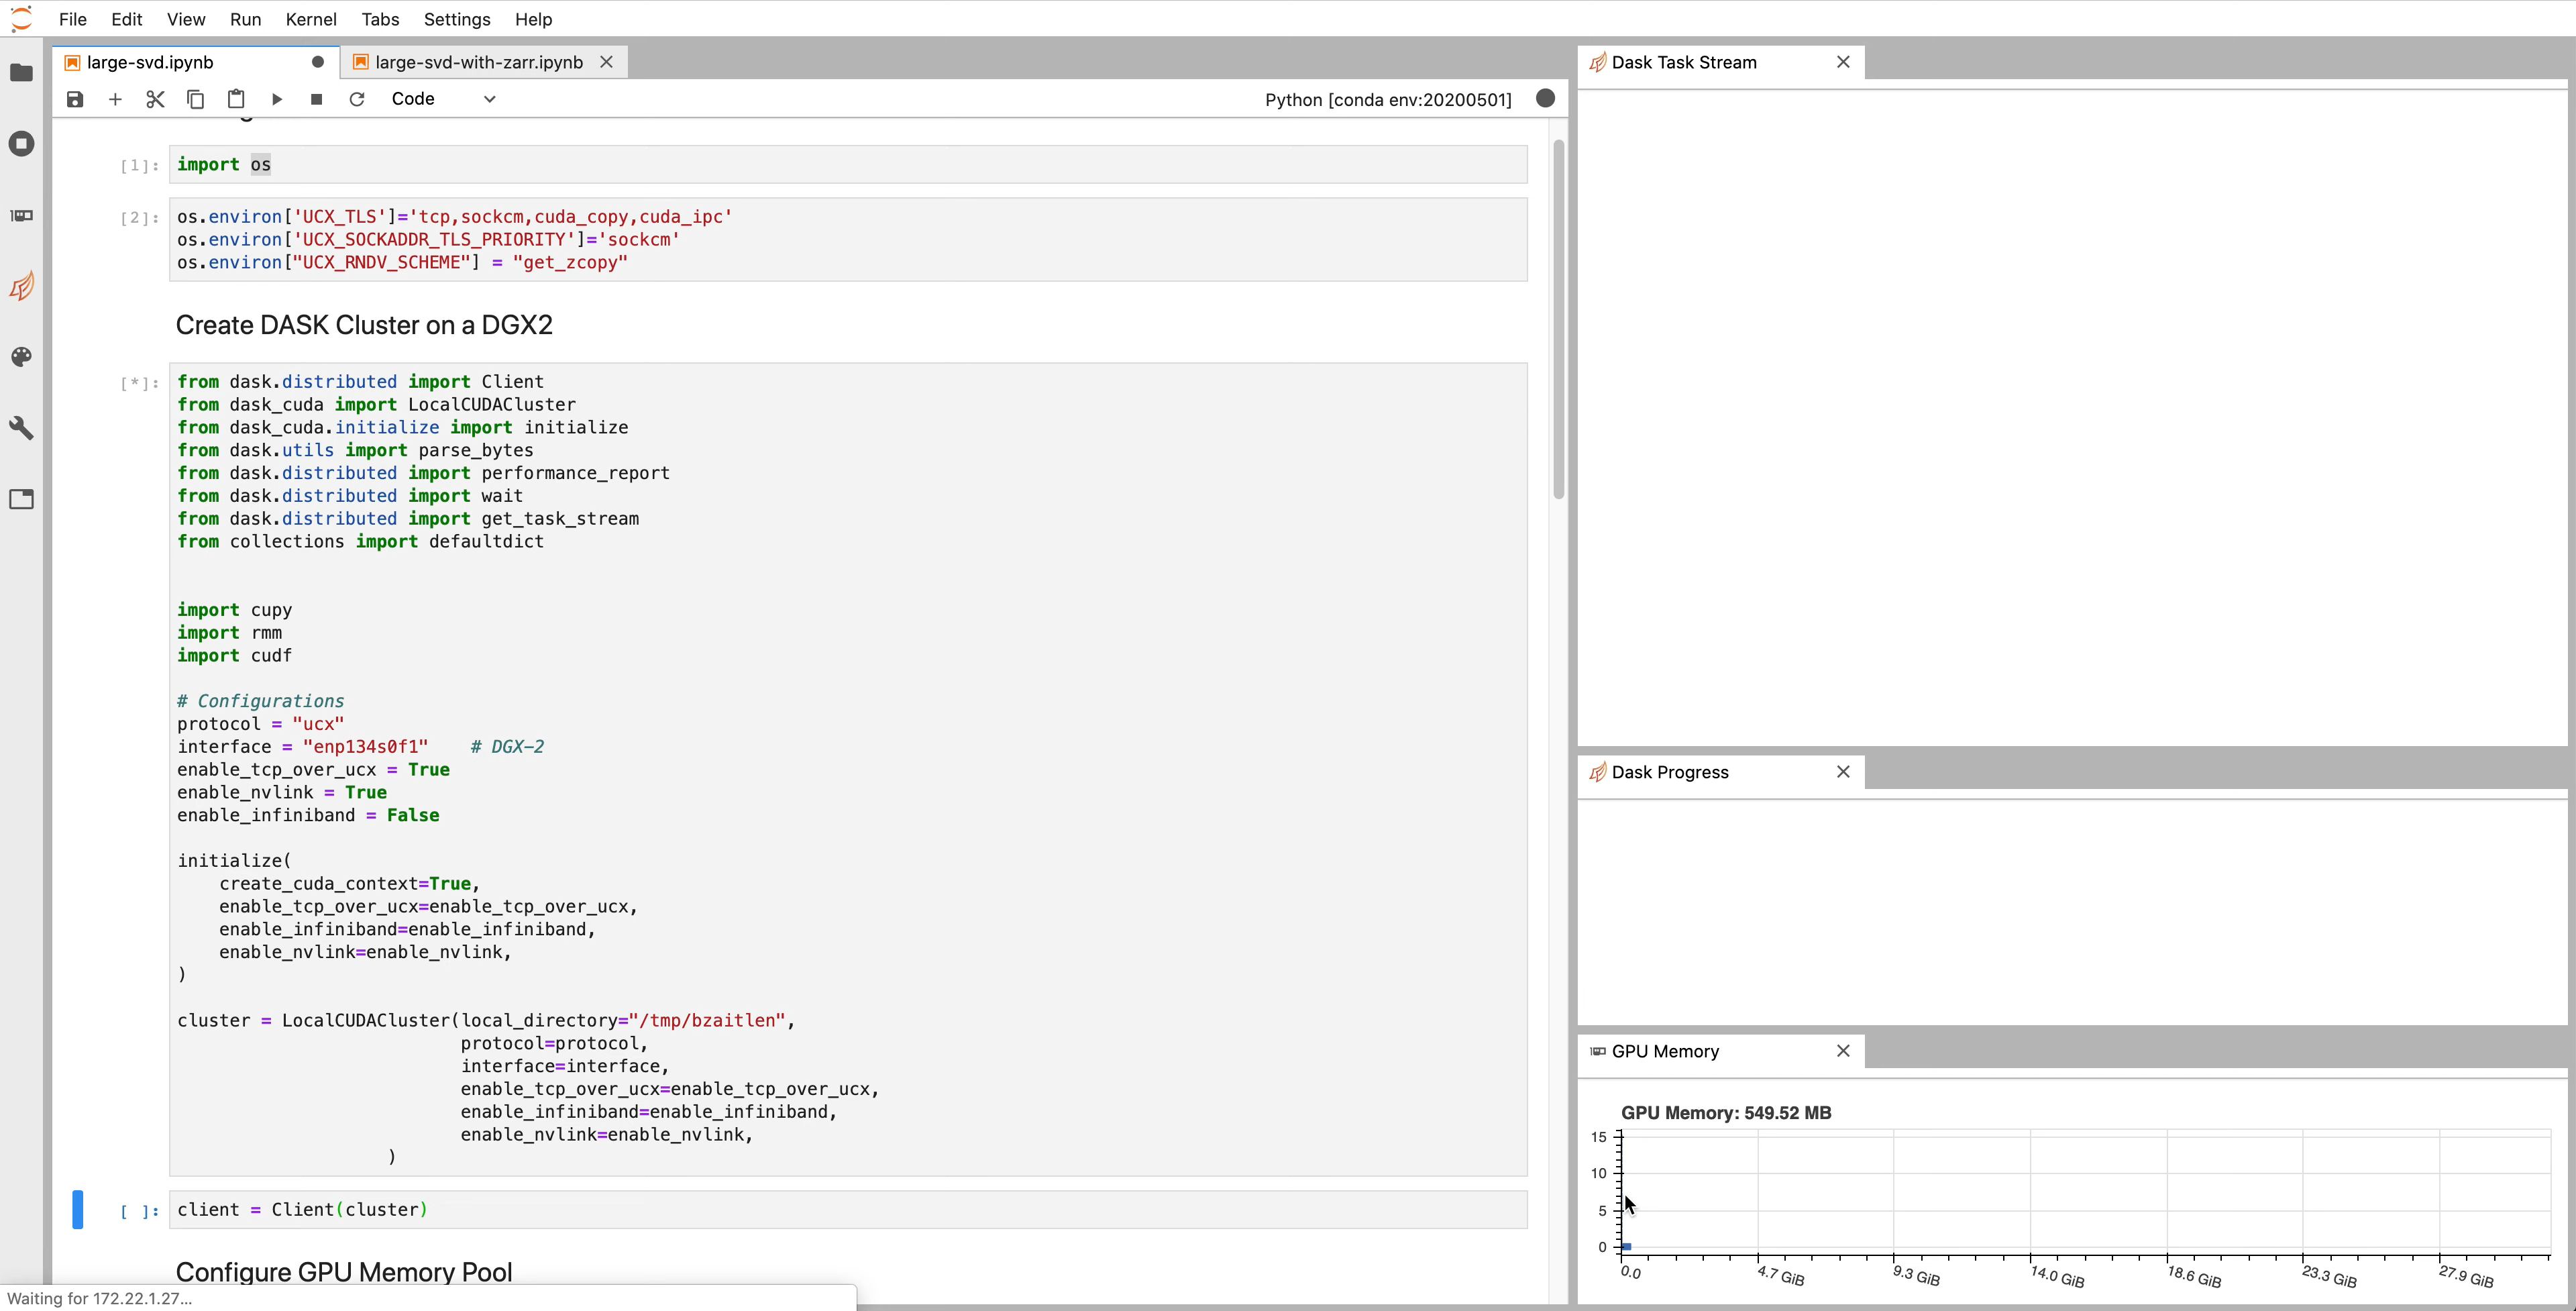 File Edit View Run Kernel Tabs Settings Help
large-svd.ipynb large-svd-with-zarr.ipynb
Code Python [conda env:20200501]
[1]: import os
[2]: os.environ['UCX_TLS']='tcp,sockcm,cuda_copy,cuda_ipc'
os.environ['UCX_SOCKADDR_TLS_PRIORITY']='sockcm'
os.environ["UCX_RNDV_SCHEME"] = "get_zcopy"
Create DASK Cluster on a DGX2
[*]: from dask.distributed import Client
from dask_cuda import LocalCUDACluster
from dask_cuda.initialize import initialize
from dask.utils import parse_bytes
from dask.distributed import performance_report
from dask.distributed import wait
from dask.distributed import get_task_stream
from collections import defaultdict
import cupy
import rmm
import cudf
# Configurations
protocol = "ucx"
interface = "enp134s0f1" # DGX-2
enable_tcp_over_ucx = True
enable_nvlink = True
enable_infiniband = False
initialize(
create_cuda_context=True,
enable_tcp_over_ucx=enable_tcp_over_ucx,
enable_infiniband=enable_infiniband,
enable_nvlink=enable_nvlink,
)
cluster = LocalCUDACluster(local_directory="/tmp/bzaitlen",
protocol=protocol,
interface=interface,
enable_tcp_over_ucx=enable_tcp_over_ucx,
enable_infiniband=enable_infiniband,
enable_nvlink=enable_nvlink,
)
[ ]: client = Client(cluster)
Configure GPU Memory Pool
Waiting for 172.22.1.27...
Dask Task Stream
Dask Progress
GPU Memory
GPU Memory: 549.52 MB
15
10
5
0
0.0 4.7 GiB 9.3 GiB 14.0 GiB 18.6 GiB 23.3 GiB 27.9 GiB